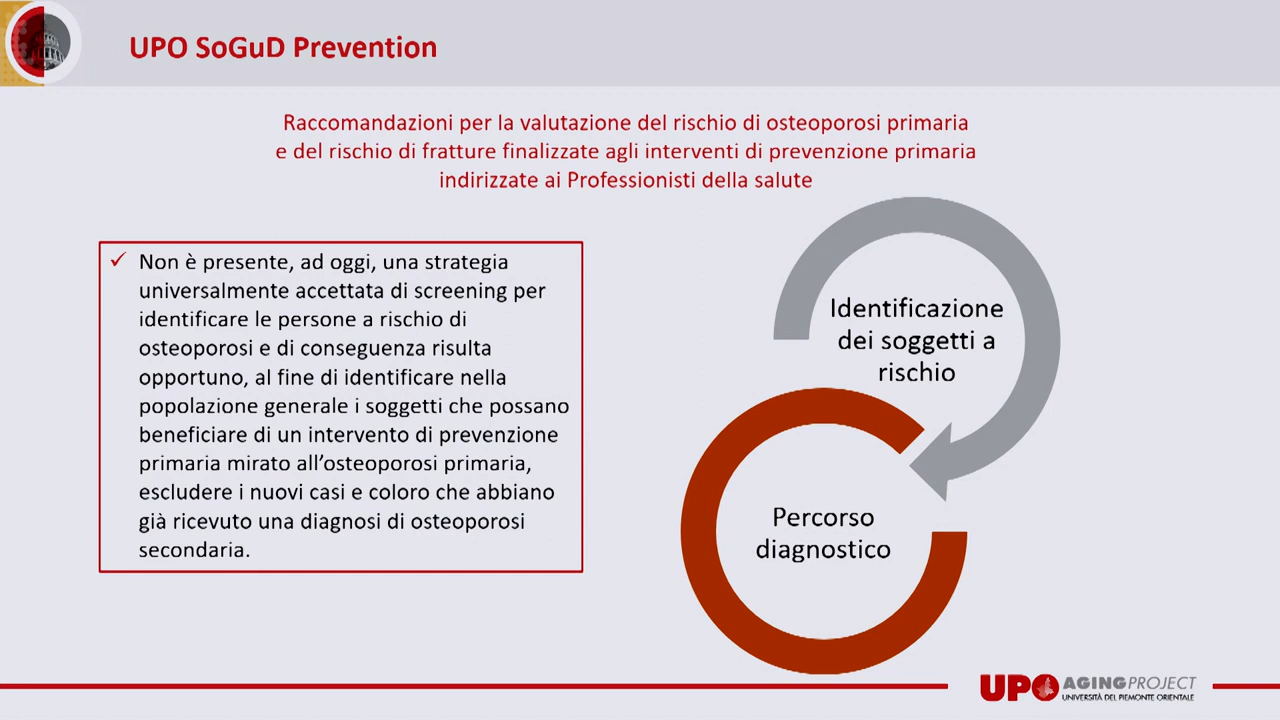 UPO SoGuD Prevention
Raccomandazioni per la valutazione del rischio di osteoporosi primaria
e del rischio di fratture finalizzate agli interventi di prevenzione primaria
indirizzate ai Professionisti della salute
✓ Non è presente, ad oggi, una strategia
universalmente accettata di screening per
identificare le persone a rischio di
osteoporosi e di conseguenza risulta
opportuno, al fine di identificare nella
popolazione generale i soggetti che possano
beneficiare di un intervento di prevenzione
primaria mirato all’osteoporosi primaria,
escludere i nuovi casi e coloro che abbiano
già ricevuto una diagnosi di osteoporosi
secondaria.
Identificazione
dei soggetti a
rischio
Percorso
diagnostico
UPO AGINGPROJECT
UNIVERSITÀ DEL PIEMONTE ORIENTALE